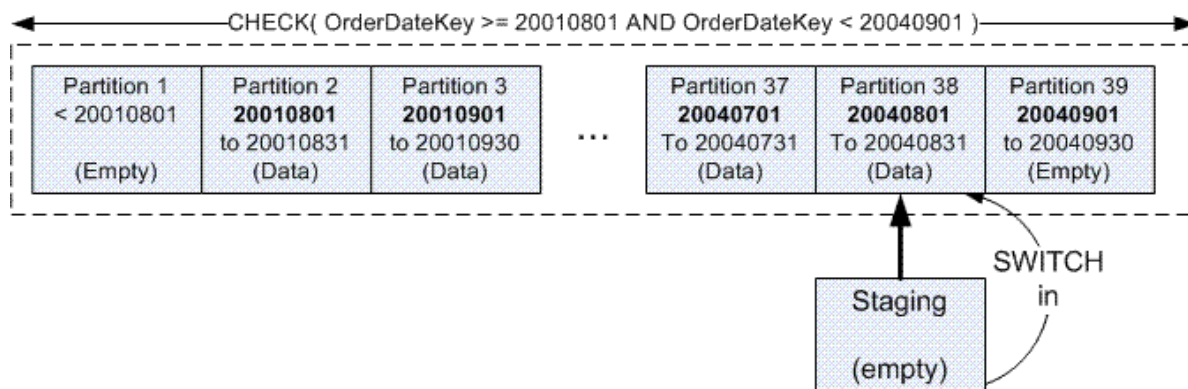 CHECK( OrderDateKey >= 20010801 AND OrderDateKey < 20040901 )
Partition 1
< 20010801
(Empty)
Partition 2
20010801
to 20010831
(Data)
Partition 3
20010901
to 20010930
(Data)
...
Partition 37
20040701
To 20040731
(Data)
Partition 38
20040801
To 20040831
(Data)
Partition 39
20040901
to 20040930
(Empty)
SWITCH
in
Staging
(empty)